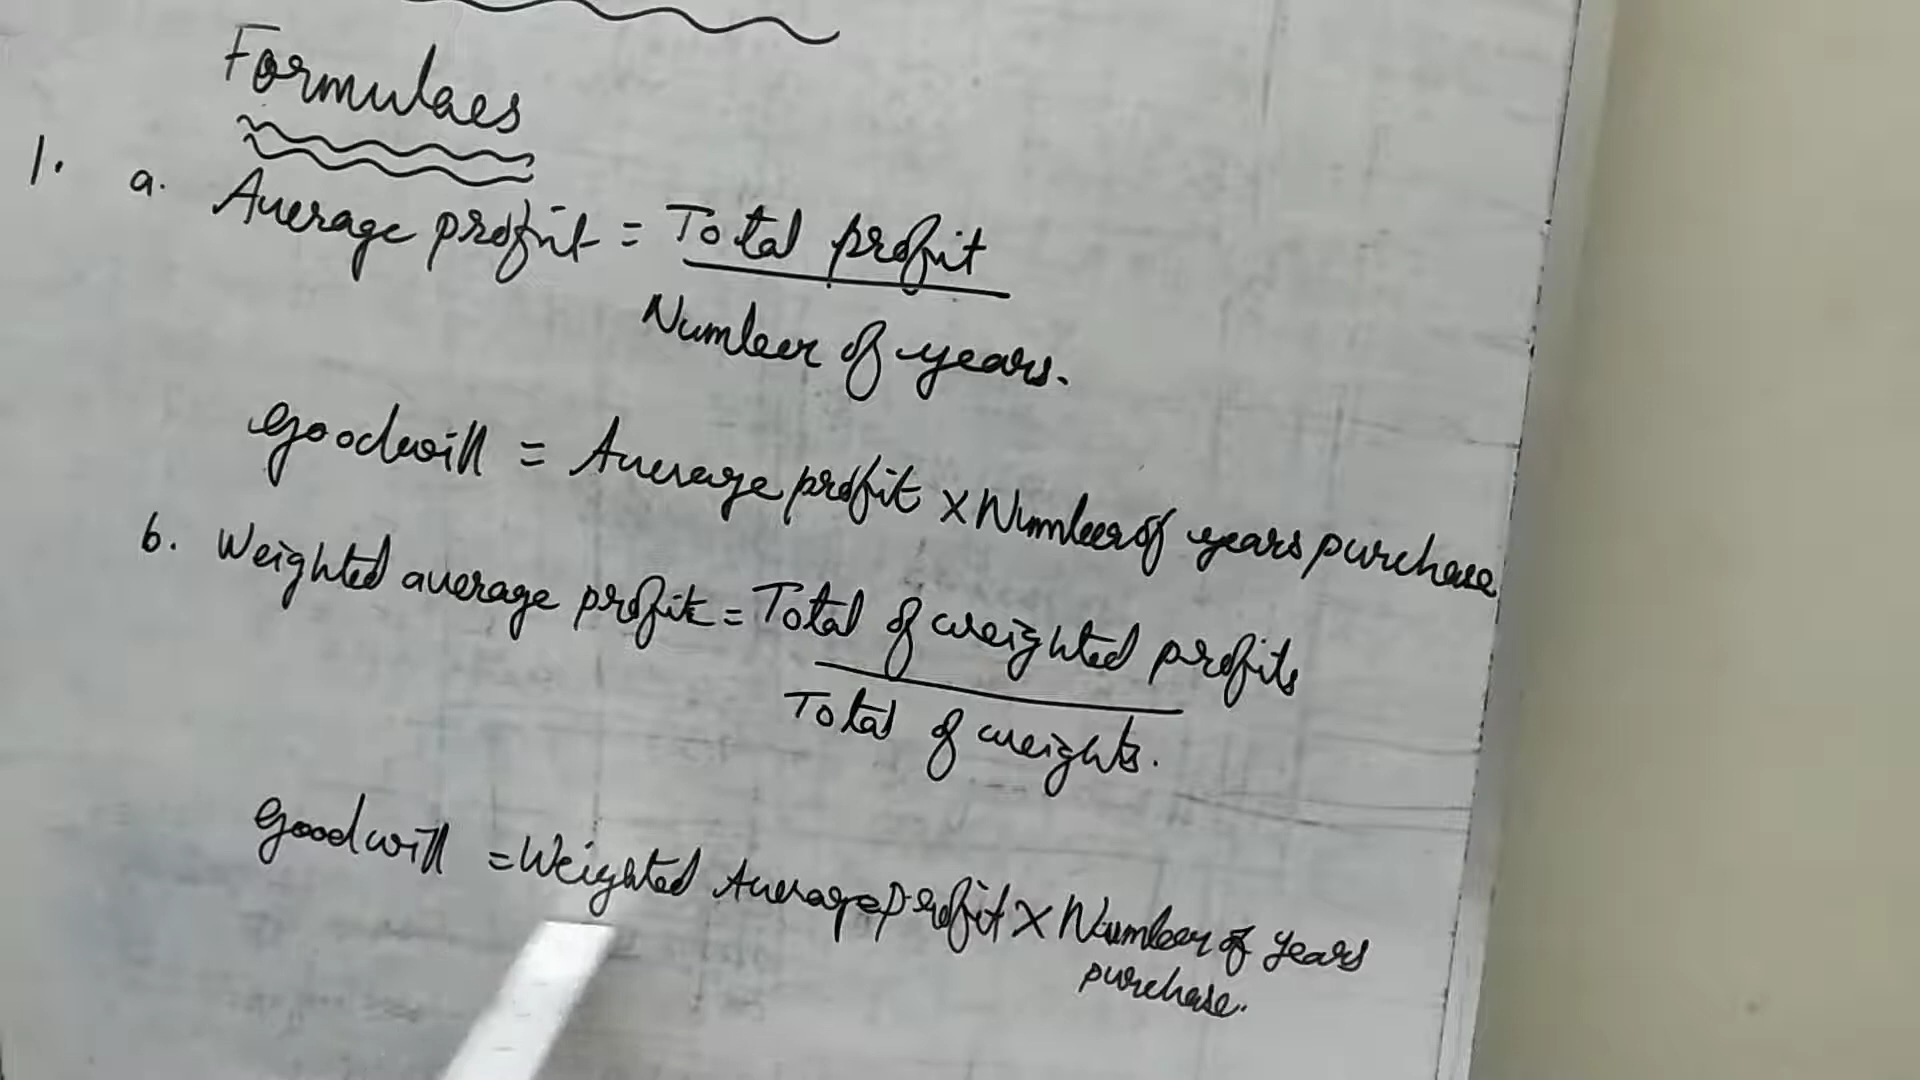 Formulaes
1. a. Average profit = Total profit
Number of years.
Goodwill = Average profit x Number of years purchase
b. Weighted average profit = Total of weighted profits
Total of weights.
Goodwill = Weighted Average profit x Number of years
purchase.